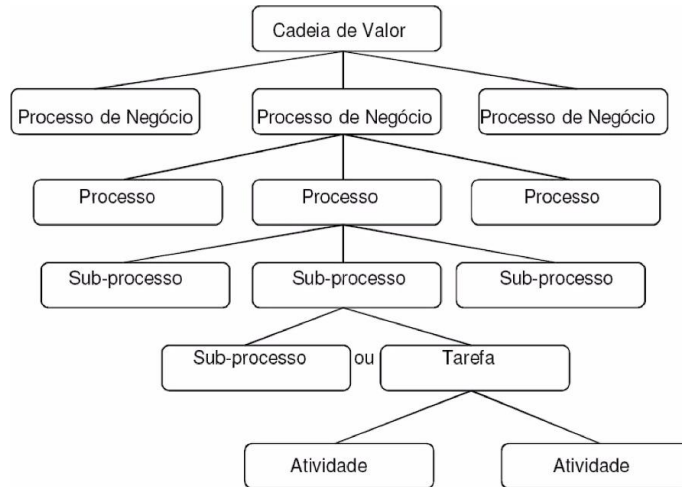 Cadeia de Valor
Processo de Negócio
Processo de Negócio
Processo de Negócio
Processo
Processo
Processo
Sub-processo
Sub-processo
Sub-processo
Sub-processo
ou
Tarefa
Atividade
Atividade